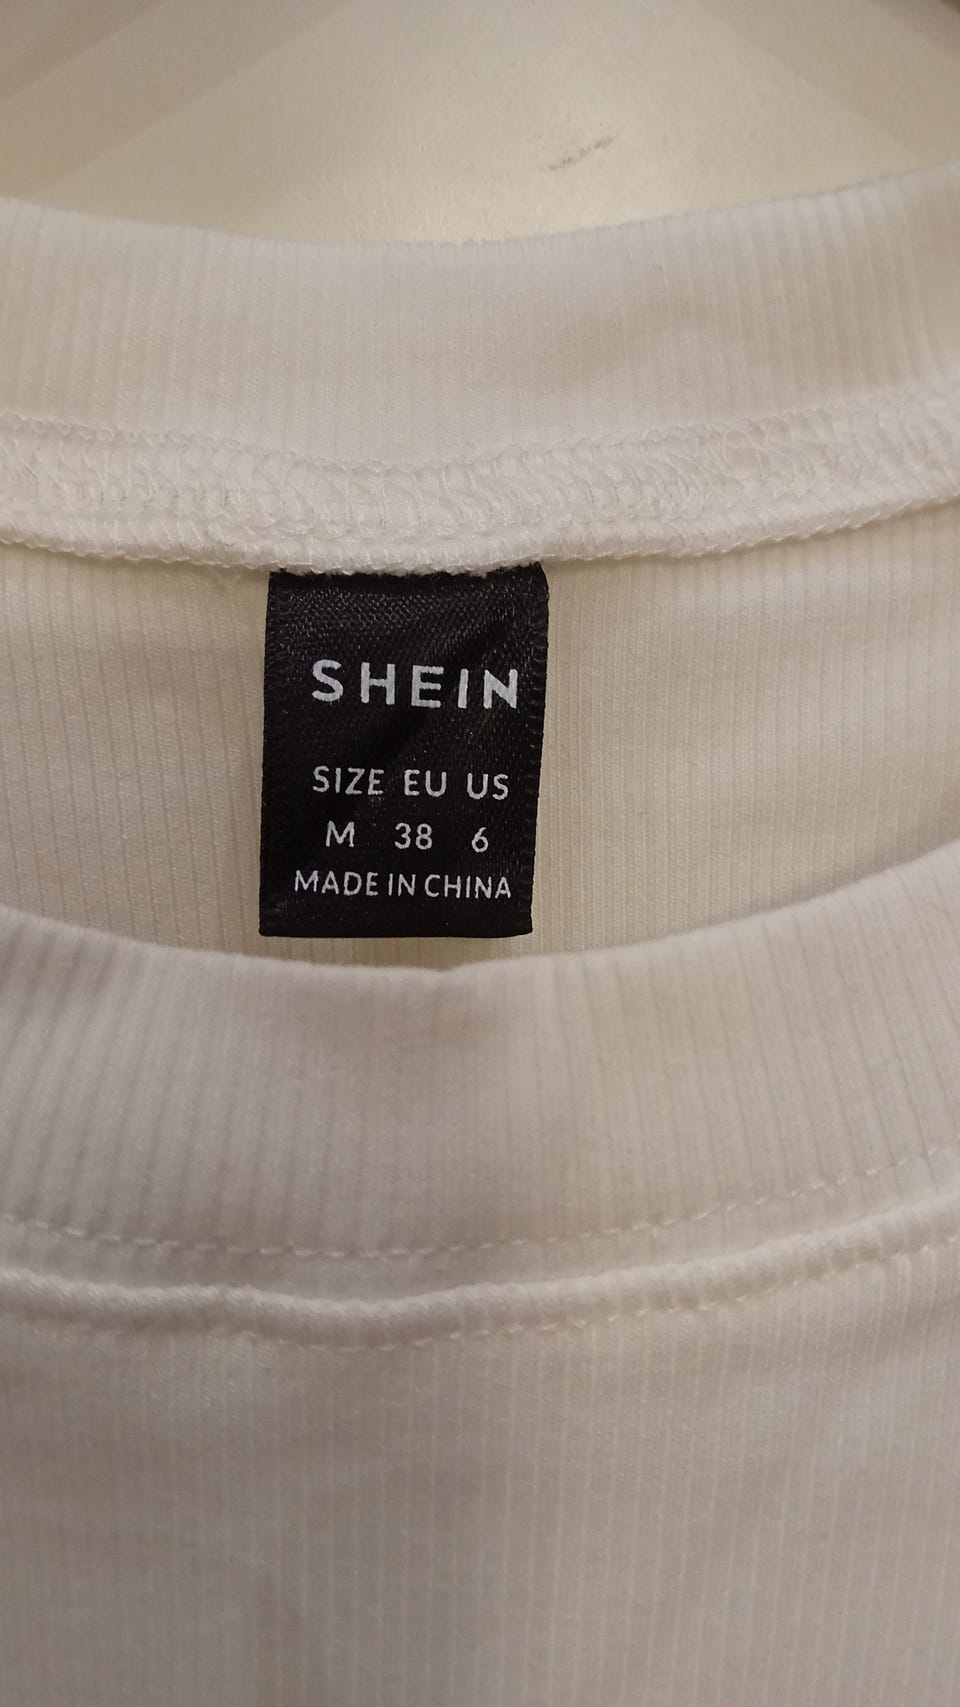 SHEIN
SIZE EU US
M 38 6
MADE IN CHINA